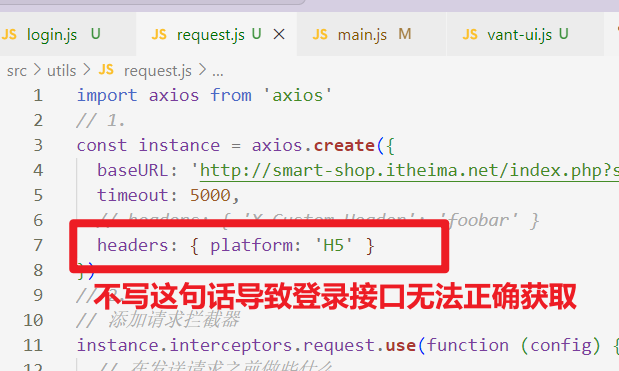 JS login.js U JS request.js U × JS main.js M JS vant-ui.js U
src > utils > JS request.js > ...
1 import axios from 'axios'
2 // 1.
3 const instance = axios.create({
4 baseURL: 'http://smart-shop.itheima.net/index.php?s
5 timeout: 5000,
6 // headers: { 'X-Custom-Header': 'foobar' }
7 headers: { platform: 'H5' }
8 })
不写这句话导致登录接口无法正确获取
9 //
10 // 添加请求拦截器
11 instance.interceptors.request.use(function (config) {
// 在发送请求之前做些什么